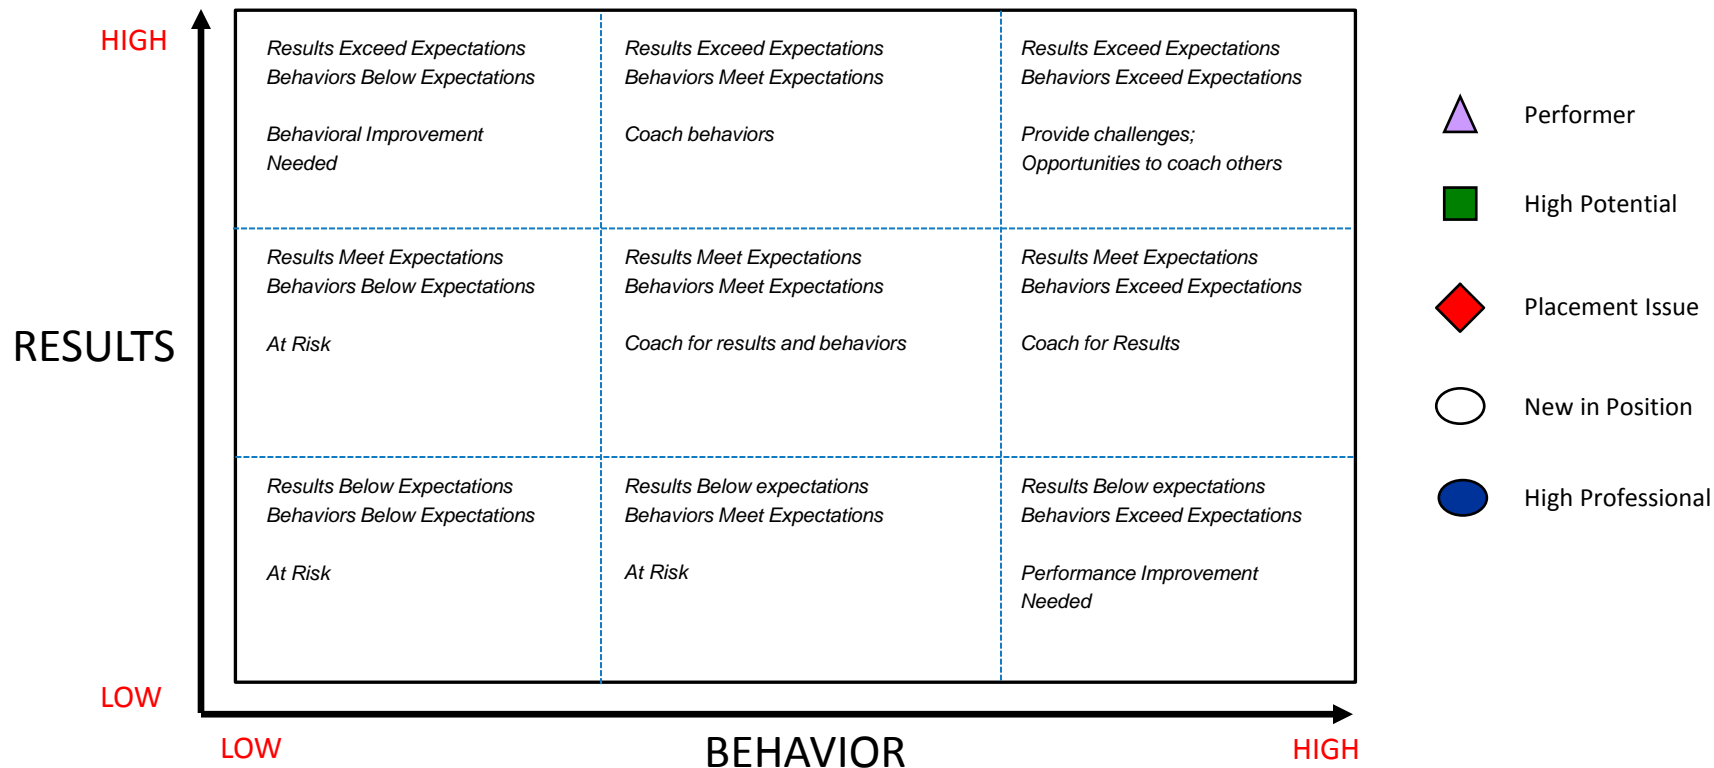 HIGH
Results Exceed Expectations
Behaviors Below Expectations
Behavioral Improvement
Needed
Results Exceed Expectations
Behaviors Meet Expectations
Coach behaviors
Results Exceed Expectations
Behaviors Exceed Expectations
Provide challenges;
Opportunities to coach others
RESULTS
Results Meet Expectations
Behaviors Below Expectations
At Risk
Results Meet Expectations
Behaviors Meet Expectations
Coach for results and behaviors
Results Meet Expectations
Behaviors Exceed Expectations
Coach for Results
Results Below Expectations
Behaviors Below Expectations
At Risk
Results Below expectations
Behaviors Meet Expectations
At Risk
Results Below expectations
Behaviors Exceed Expectations
Performance Improvement
Needed
LOW
LOW
BEHAVIOR
HIGH
Performer
High Potential
Placement Issue
New in Position
High Professional